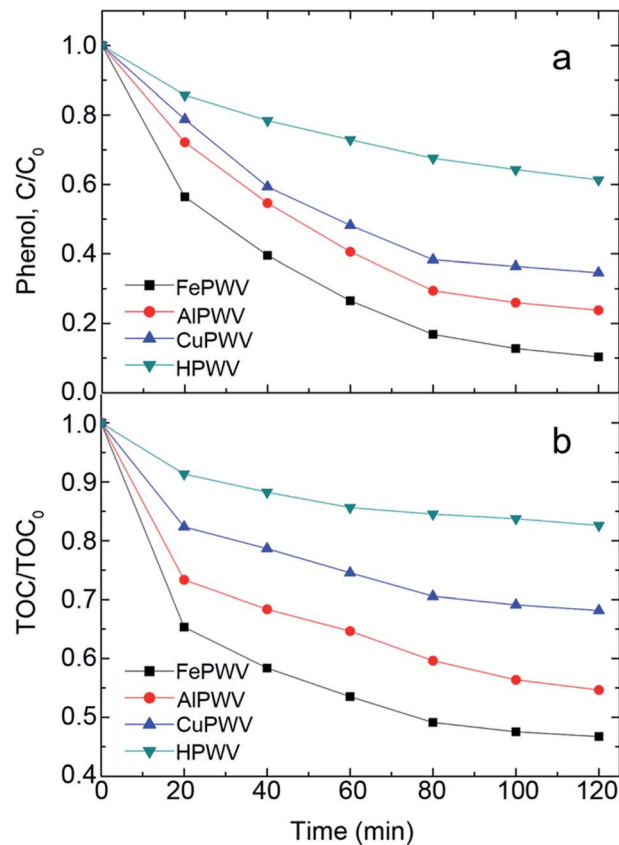 a
1.0
0.8
0.6
0.4
0.2
0.0
Phenol, C/C₀
FePWV
AlPWV
CuPWV
HPWV
b
1.0
0.9
0.8
0.7
0.6
0.5
0.4
TOC/TOC₀
FePWV
AlPWV
CuPWV
HPWV
0 20 40 60 80 100 120
Time (min)